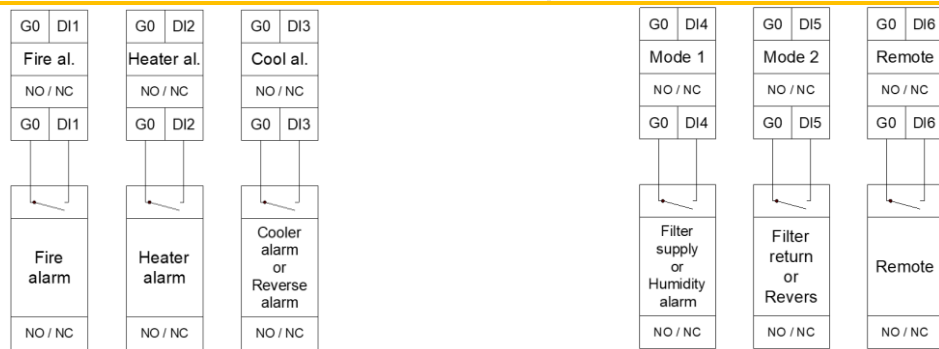 G0 DI1 G0 DI2 G0 DI3 G0 DI4 G0 DI5 G0 DI6
Fire al. Heater al. Cool al. Mode 1 Mode 2 Remote
NO / NC NO / NC NO / NC NO / NC NO / NC NO / NC
G0 DI1 G0 DI2 G0 DI3 G0 DI4 G0 DI5 G0 DI6
Fire
alarm
Heater
alarm
Cooler
alarm
or
Reverse
alarm
Filter
supply
or
Humidity
alarm
Filter
return
or
Revers
Remote
NO / NC NO / NC NO / NC NO / NC NO / NC NO / NC